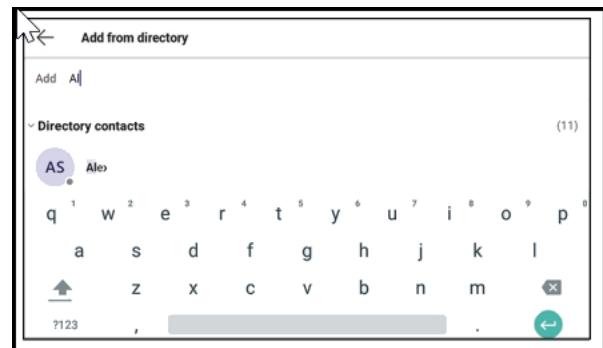 Add from directory
Add Al
Directory contacts (11)
AS Alex
q 1 w 2 e 3 r 4 t 5 y 6 u 7 i 8 o 9 p 0
a s d f g h j k l
z x c v b n m
?123 , .